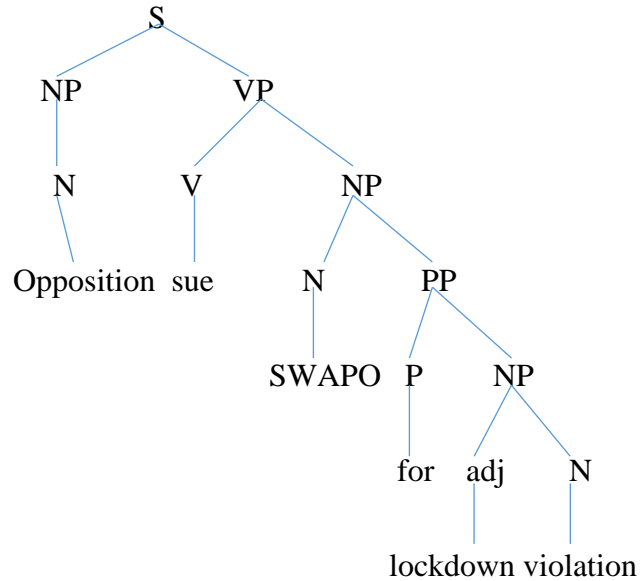 S
NP VP
N V NP
Opposition sue N PP
SWAPO P NP
for adj N
lockdown violation